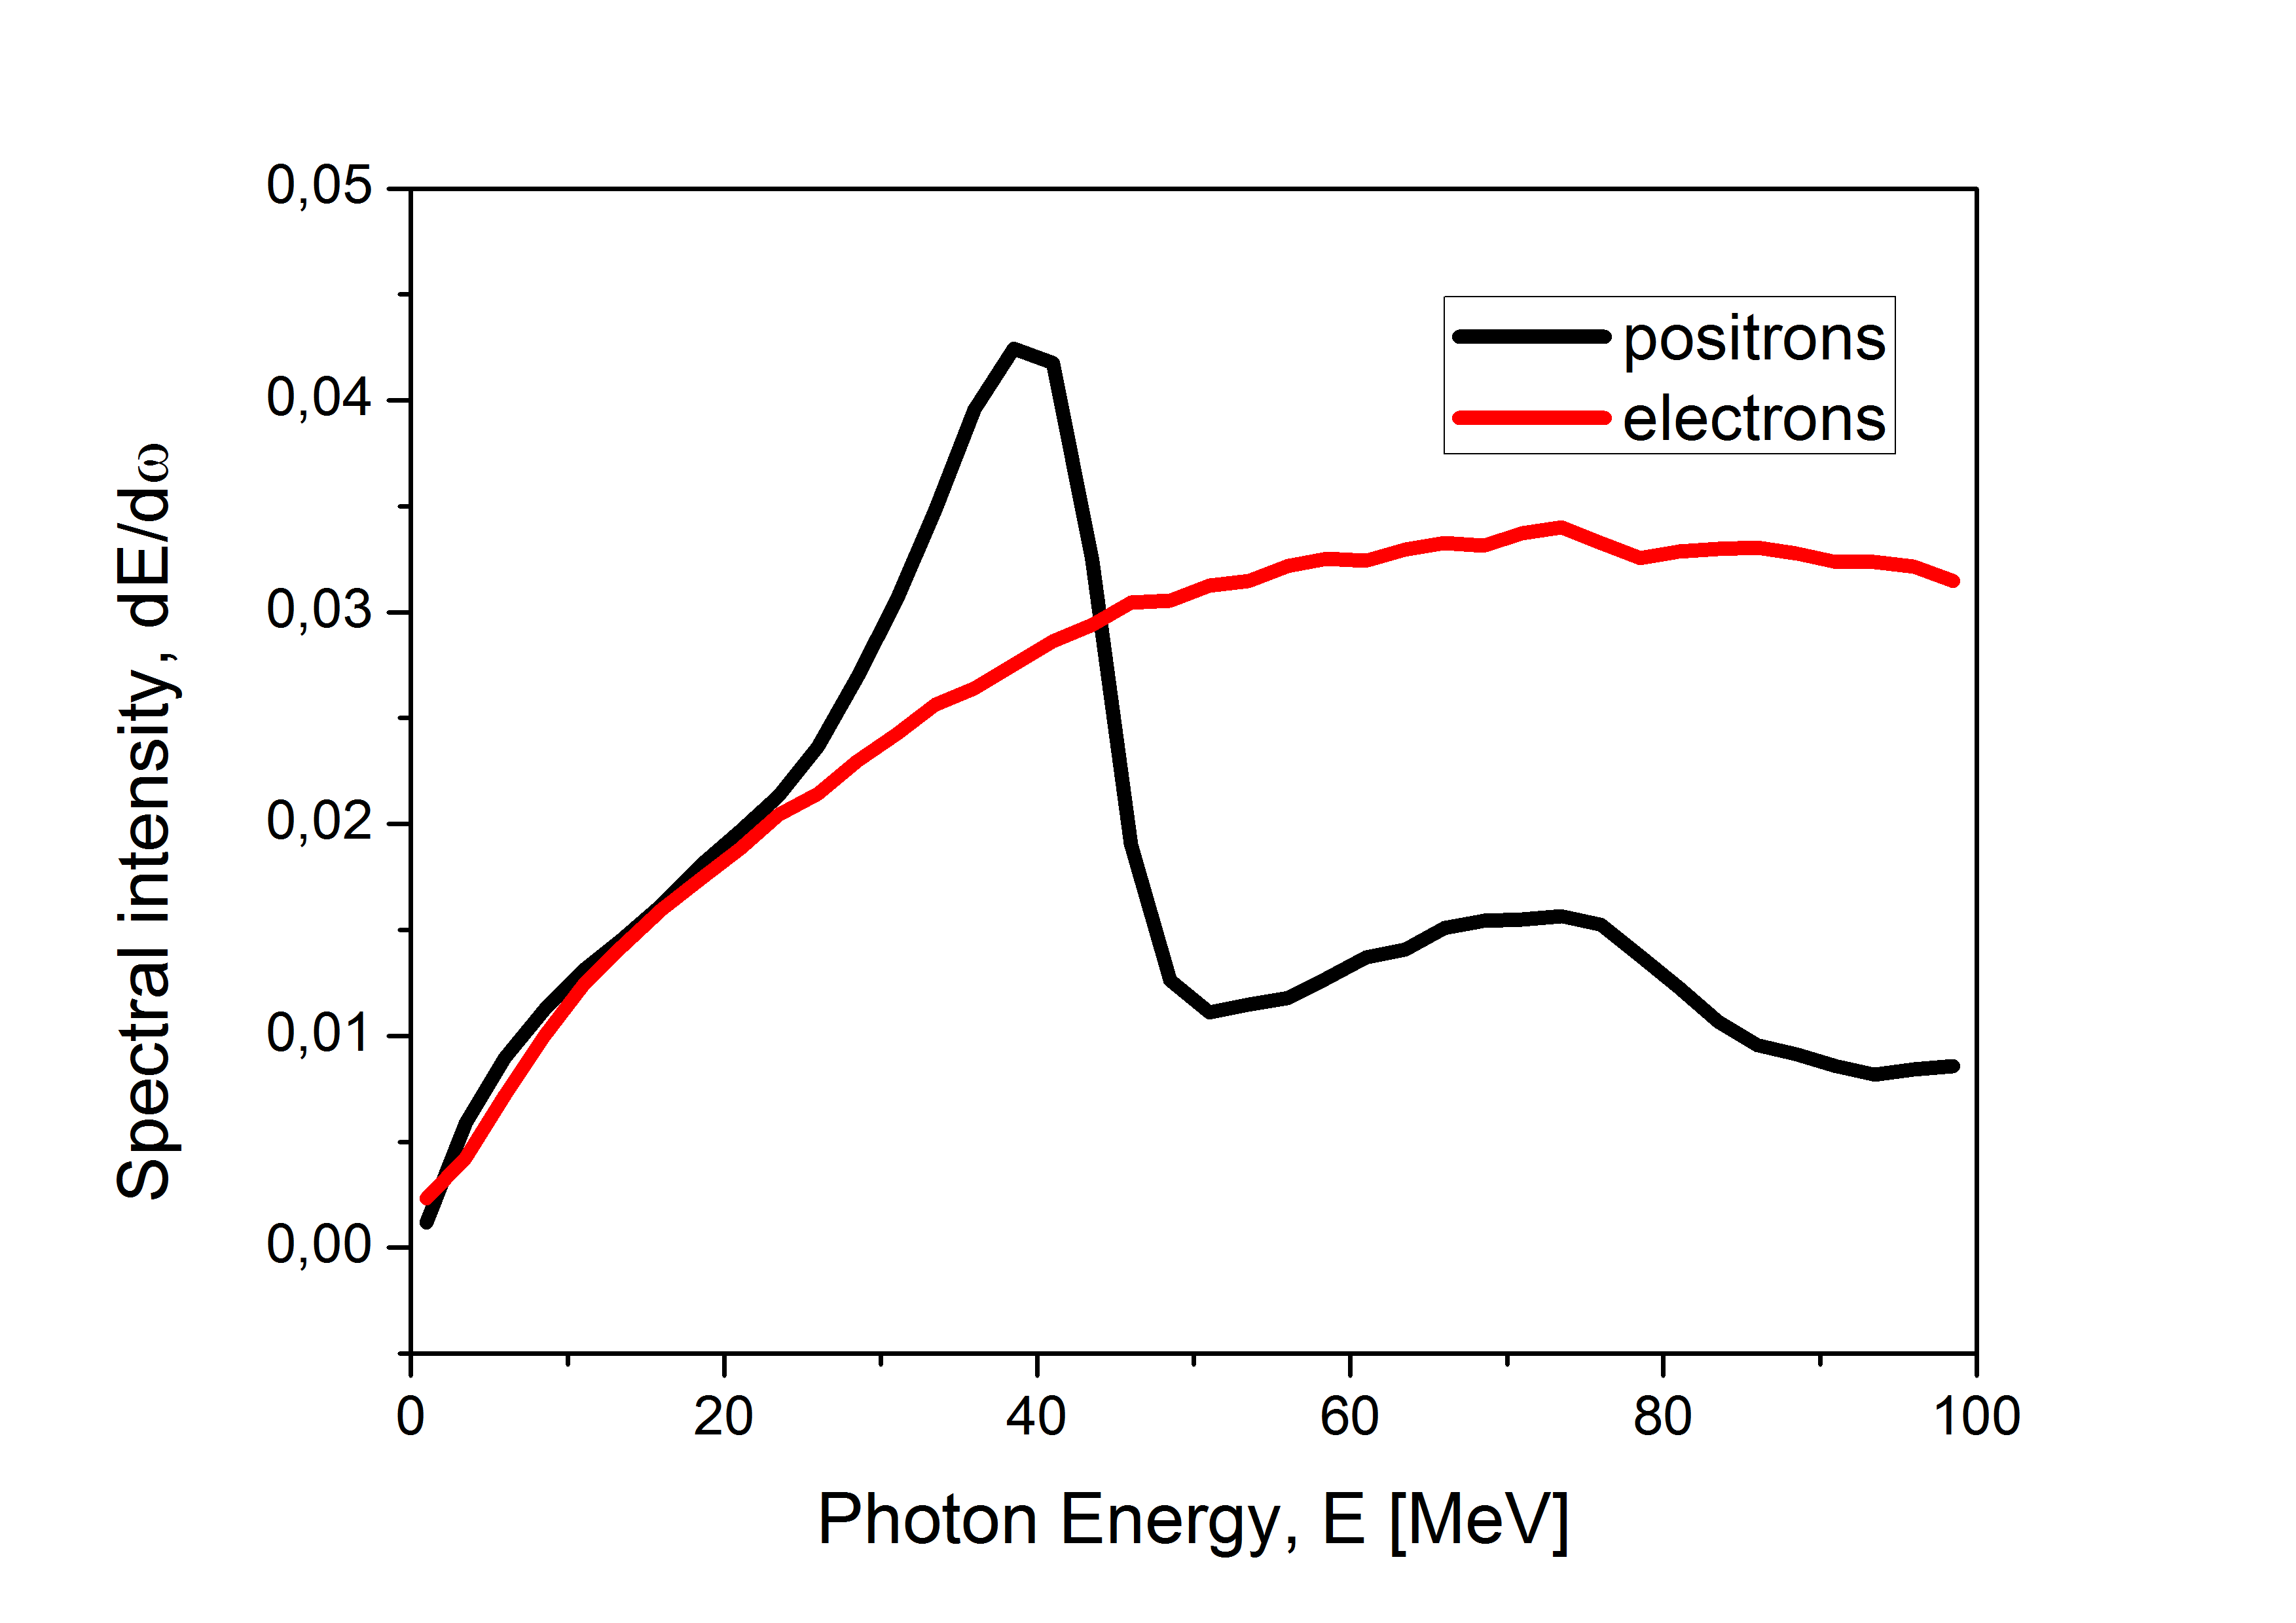 0,05
0,04
0,03
0,02
0,01
0,00
Spectral intensity, dE/dω
positrons
electrons
0 20 40 60 80 100
Photon Energy, E [MeV]